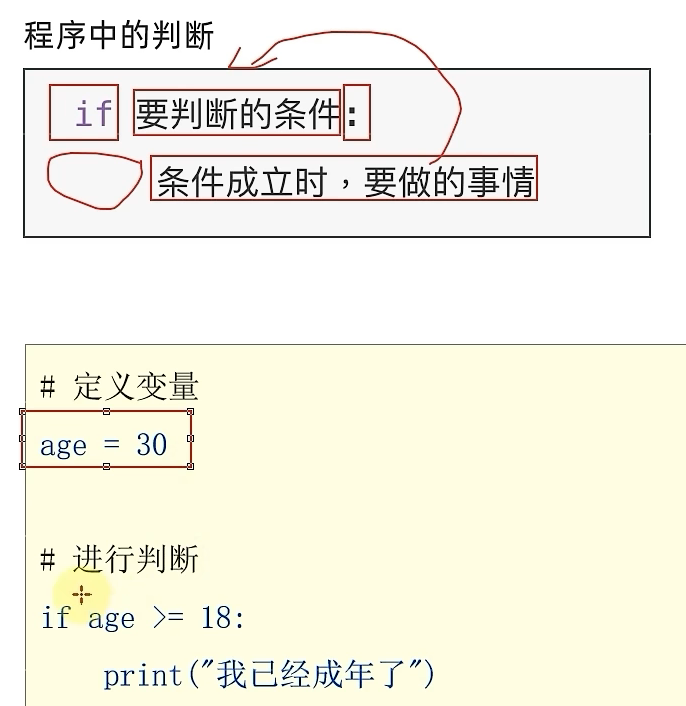 程序中的判断
if 要判断的条件:
条件成立时，要做的事情
# 定义变量
age = 30
# 进行判断
if age >= 18:
print("我已经成年了")